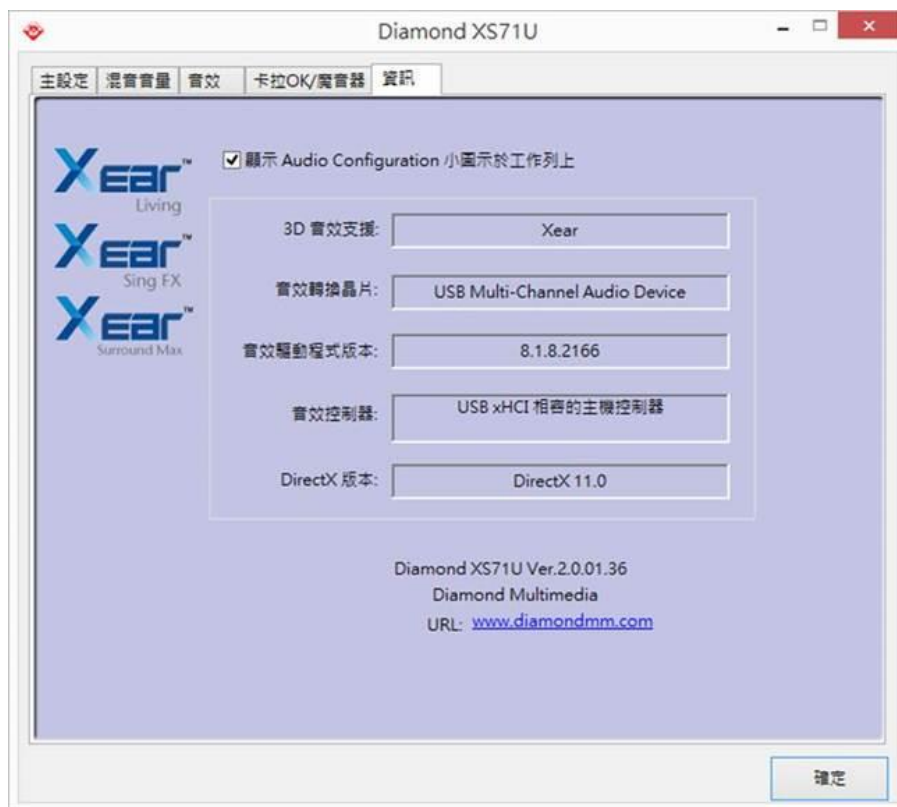 Diamond XS71U
主設定 混音音量 音效 卡拉OK/魔音器 資訊
Xear™
Living
Xear™
Sing FX
Xear™
Surround Max
顯示 Audio Configuration 小圖示於工作列上
3D 音效支援: Xear
音效轉換晶片: USB Multi-Channel Audio Device
音效驅動程式版本: 8.1.8.2166
音效控制器: USB xHCI 相容的主機控制器
DirectX 版本: DirectX 11.0
Diamond XS71U Ver.2.0.01.36
Diamond Multimedia
URL: www.diamondmm.com
確定